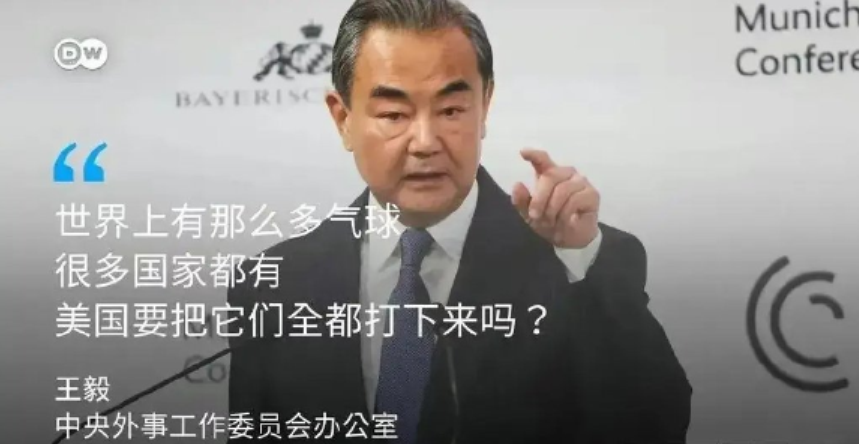 DW
BAYERISC
Munich
Confere
世界上有那么多气球
很多国家都有
美国要把它们全都打下来吗？
Co
王毅
中央外事工作委员会办公室